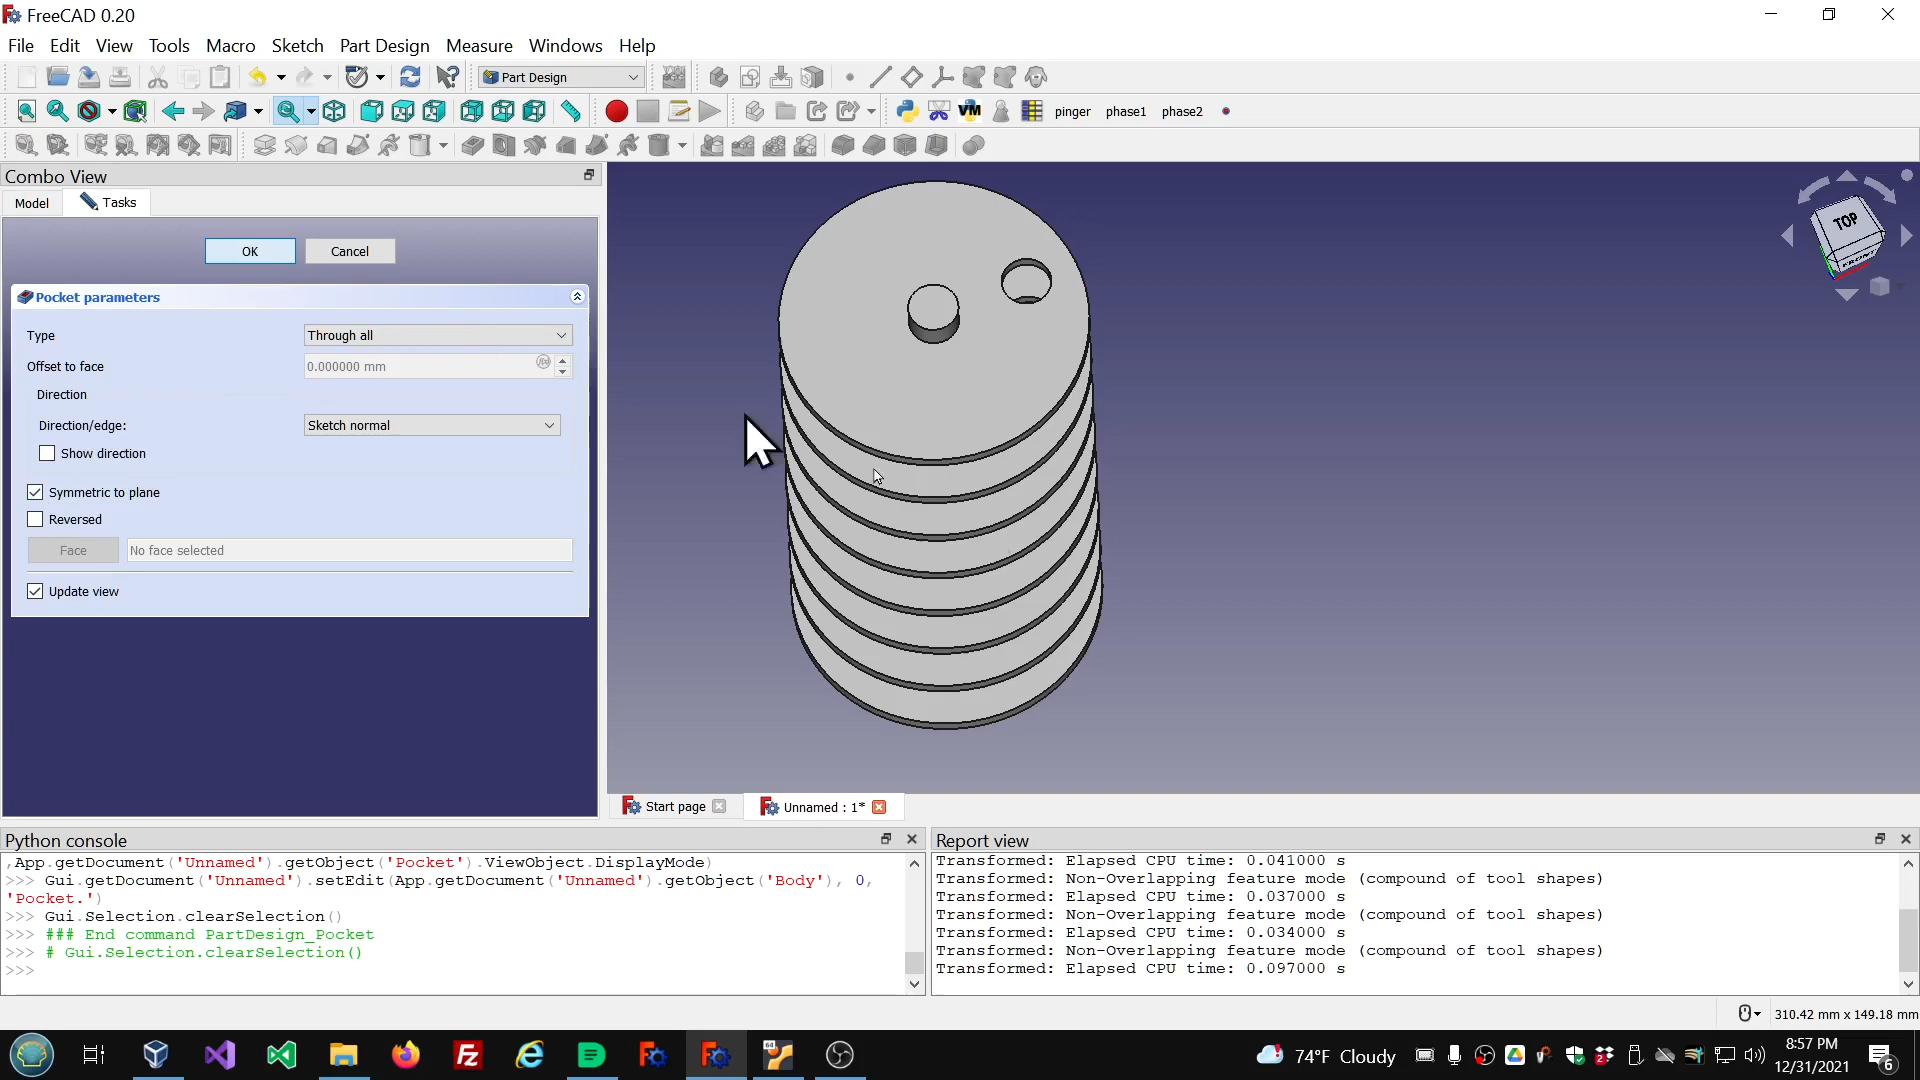 FreeCAD 0.20
File Edit View Tools Macro Sketch Part Design Measure Windows Help
Part Design
VM pinger phase1 phase2
Combo View
Model Tasks
OK Cancel
Pocket parameters
Type Through all
Offset to face 0.000000 mm
Direction
Direction/edge: Sketch normal
Show direction
Symmetric to plane
Reversed
Face No face selected
Update view
TOP
FRONT
Start page Unnamed : 1*
Python console
,App.getDocument('Unnamed').getObject('Pocket').ViewObject.DisplayMode)
>>> Gui.getDocument('Unnamed').setEdit(App.getDocument('Unnamed').getObject('Body'), 0,
'Pocket.')
>>> Gui.Selection.clearSelection()
>>> ### End command PartDesign_Pocket
>>> # Gui.Selection.clearSelection()
>>>
Report view
Transformed: Elapsed CPU time: 0.041000 s
Transformed: Non-Overlapping feature mode (compound of tool shapes)
Transformed: Elapsed CPU time: 0.037000 s
Transformed: Non-Overlapping feature mode (compound of tool shapes)
Transformed: Elapsed CPU time: 0.034000 s
Transformed: Non-Overlapping feature mode (compound of tool shapes)
Transformed: Elapsed CPU time: 0.097000 s
310.42 mm x 149.18 mm
74°F Cloudy
8:57 PM
12/31/2021
6